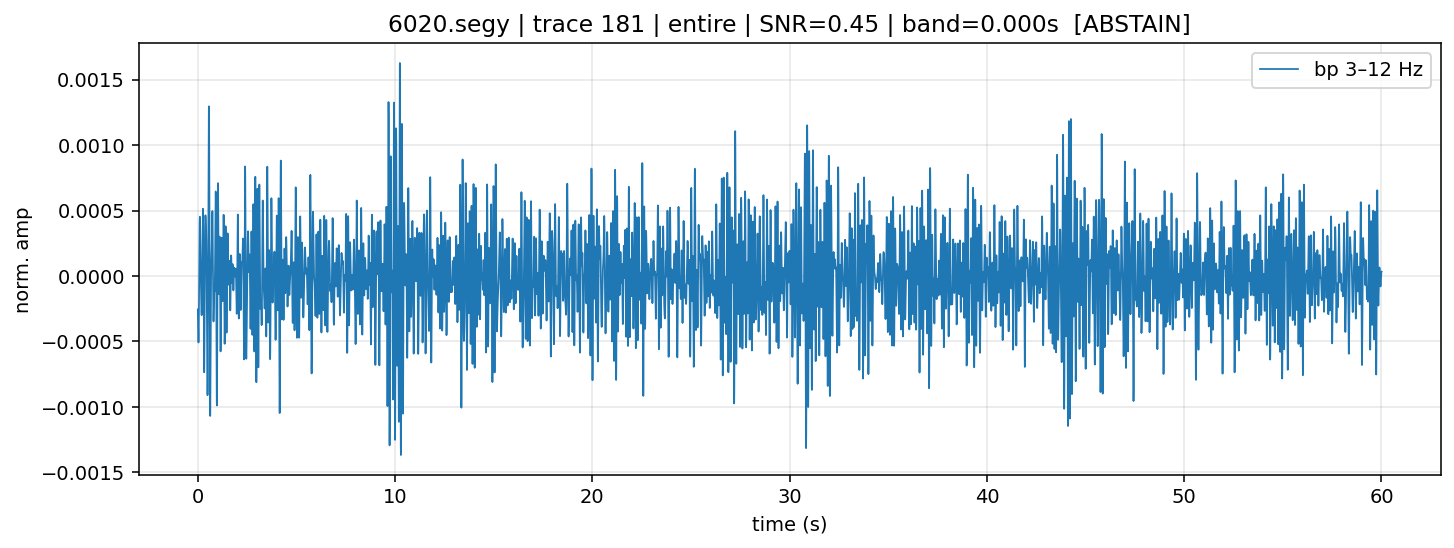 6020.segy | trace 181 | entire | SNR=0.45 | band=0.000s [ABSTAIN]
bp 3–12 Hz
0.0015
0.0010
0.0005
0.0000
−0.0005
−0.0010
−0.0015
norm. amp
0 10 20 30 40 50 60
time (s)